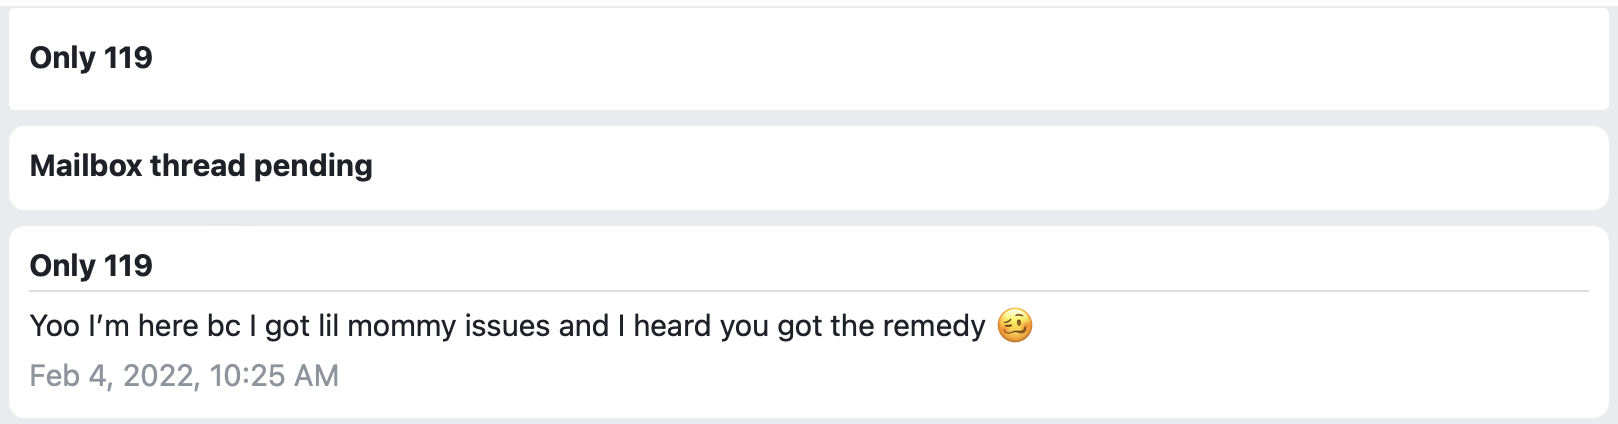 Only 119
Mailbox thread pending
Only 119
Yoo I’m here bc I got lil mommy issues and I heard you got the remedy 🥴
Feb 4, 2022, 10:25 AM